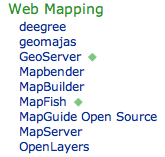 Web Mapping
deegree
geomajas
GeoServer
Mapbender
MapBuilder
MapFish
MapGuide Open Source
MapServer
OpenLayers